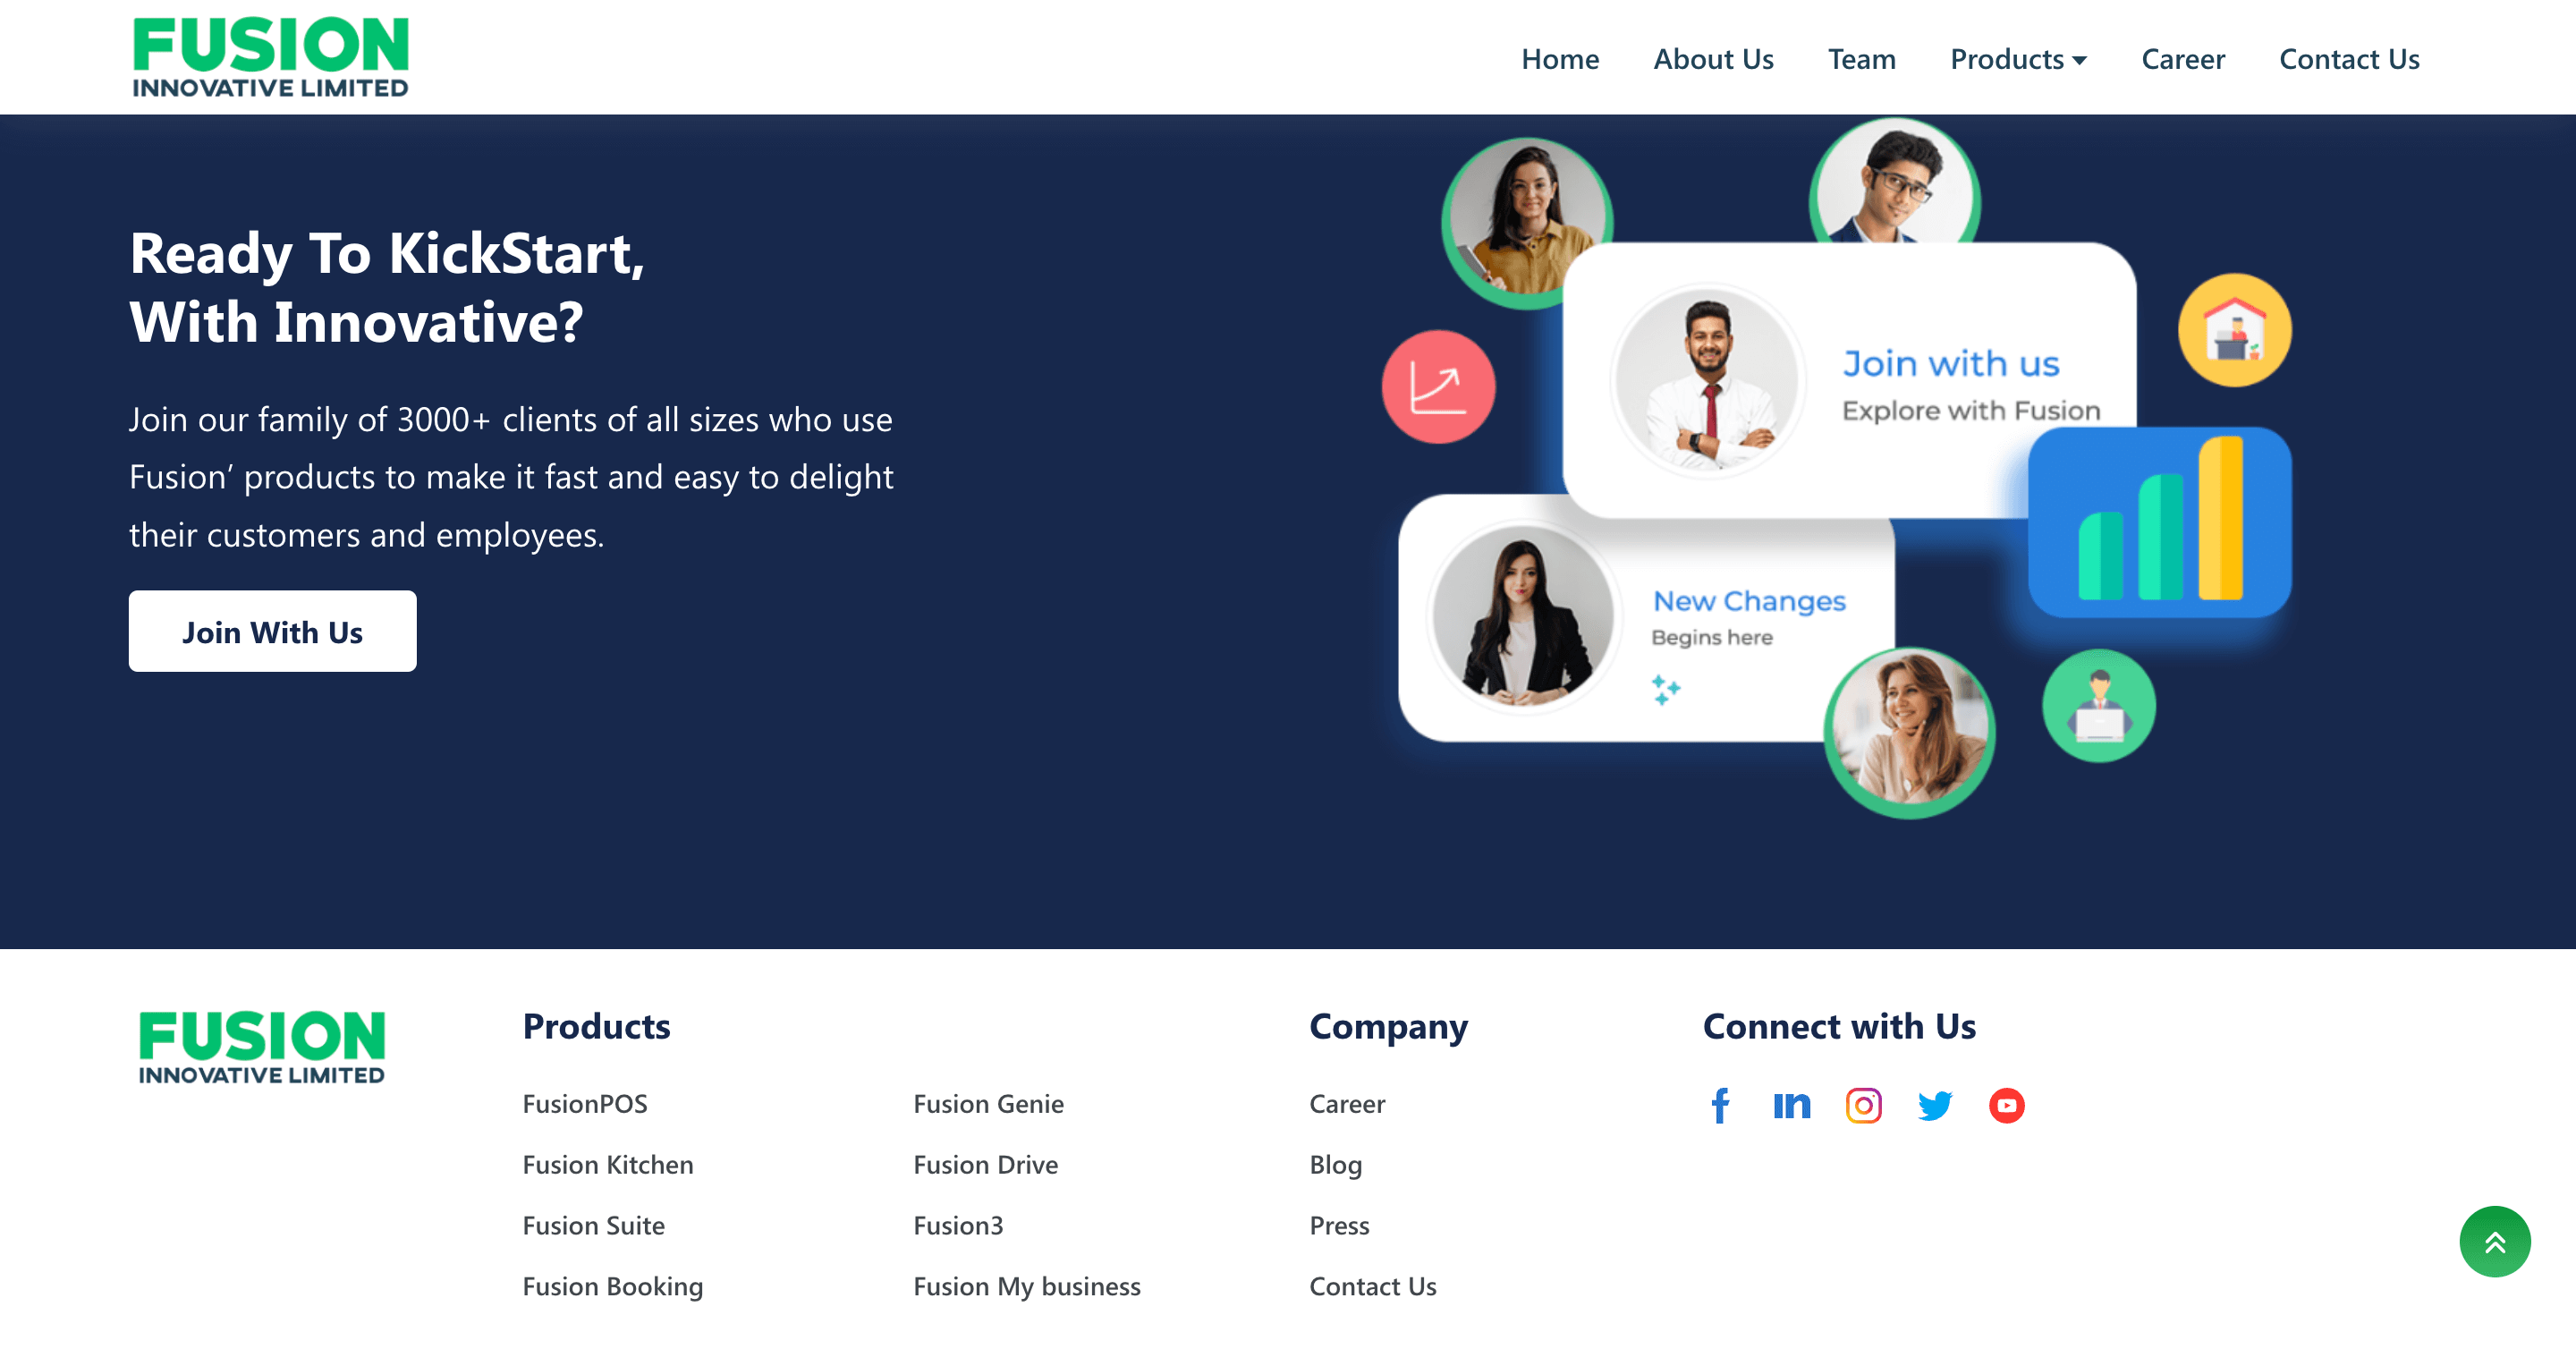 FUSION
INNOVATIVE LIMITED
Home About Us Team Products Career Contact Us
Ready To KickStart,
With Innovative?
Join our family of 3000+ clients of all sizes who use
Fusion’ products to make it fast and easy to delight
their customers and employees.
Join With Us
Join with us
Explore with Fusion
New Changes
Begins here
FUSION
INNOVATIVE LIMITED
Products
FusionPOS
Fusion Kitchen
Fusion Suite
Fusion Booking
Fusion Genie
Fusion Drive
Fusion3
Fusion My business
Company
Career
Blog
Press
Contact Us
Connect with Us